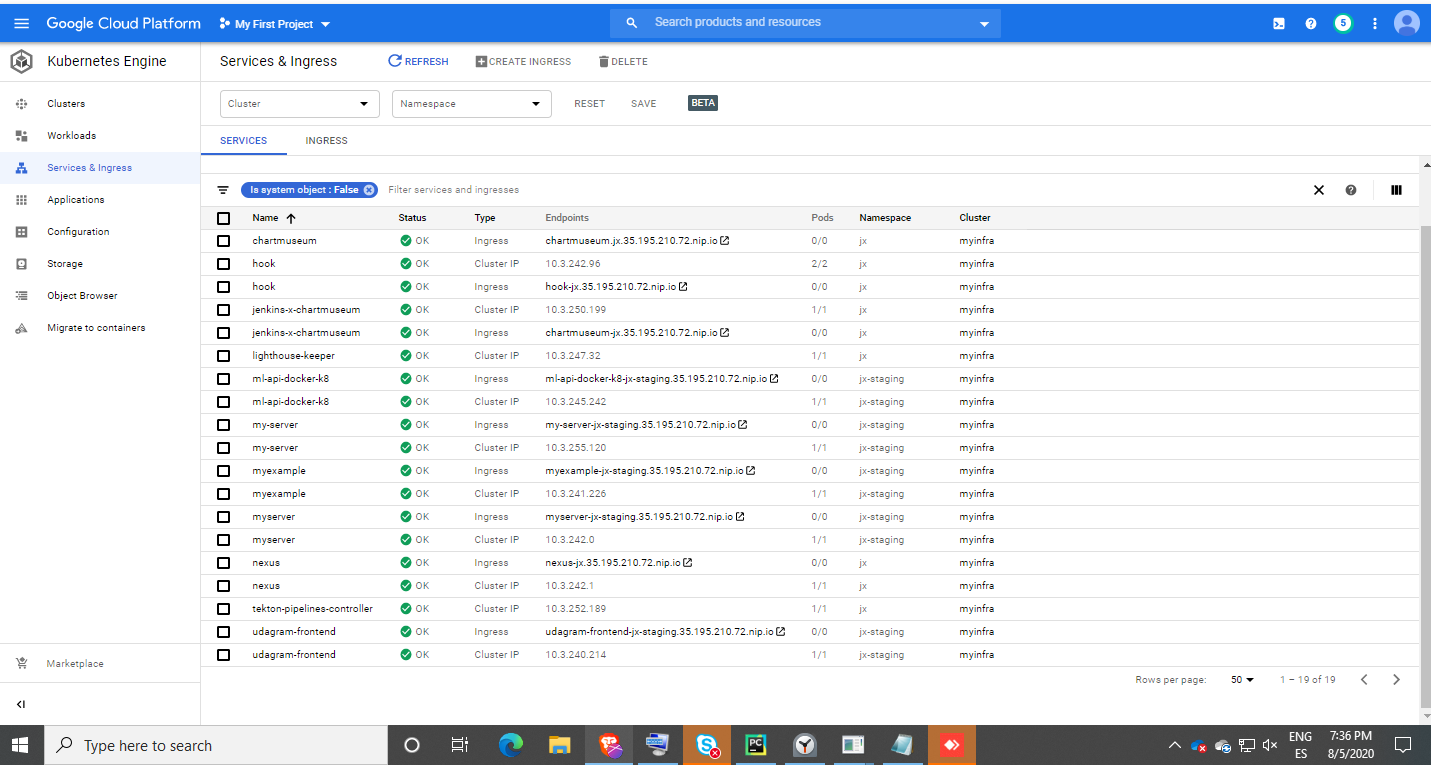 Google Cloud Platform My First Project Search products and resources 5
Kubernetes Engine Services & Ingress REFRESH CREATE INGRESS DELETE
Clusters
Workloads
Services & Ingress
Applications
Configuration
Storage
Object Browser
Migrate to containers
Marketplace
Cluster Namespace RESET SAVE BETA
SERVICES INGRESS
Is system object : False Filter services and ingresses
Name Status Type Endpoints Pods Namespace Cluster
chartmuseum OK Ingress chartmuseum.jx.35.195.210.72.nip.io 0/0 jx myinfra
hook OK Cluster IP 10.3.242.96 2/2 jx myinfra
hook OK Ingress hook-jx.35.195.210.72.nip.io 0/0 jx myinfra
jenkins-x-chartmuseum OK Cluster IP 10.3.250.199 1/1 jx myinfra
jenkins-x-chartmuseum OK Ingress chartmuseum-jx.35.195.210.72.nip.io 0/0 jx myinfra
lighthouse-keeper OK Cluster IP 10.3.247.32 1/1 jx myinfra
ml-api-docker-k8 OK Ingress ml-api-docker-k8-jx-staging.35.195.210.72.nip.io 0/0 jx-staging myinfra
ml-api-docker-k8 OK Cluster IP 10.3.245.242 1/1 jx-staging myinfra
my-server OK Ingress my-server-jx-staging.35.195.210.72.nip.io 0/0 jx-staging myinfra
my-server OK Cluster IP 10.3.255.120 1/1 jx-staging myinfra
myexample OK Ingress myexample-jx-staging.35.195.210.72.nip.io 0/0 jx-staging myinfra
myexample OK Cluster IP 10.3.241.226 1/1 jx-staging myinfra
myserver OK Ingress myserver-jx-staging.35.195.210.72.nip.io 0/0 jx-staging myinfra
myserver OK Cluster IP 10.3.242.0 1/1 jx-staging myinfra
nexus OK Ingress nexus-jx.35.195.210.72.nip.io 0/0 jx myinfra
nexus OK Cluster IP 10.3.242.1 1/1 jx myinfra
tekton-pipelines-controller OK Cluster IP 10.3.252.189 1/1 jx myinfra
udagram-frontend OK Ingress udagram-frontend-jx-staging.35.195.210.72.nip.io 0/0 jx-staging myinfra
udagram-frontend OK Cluster IP 10.3.240.214 1/1 jx-staging myinfra
Rows per page: 50 1 – 19 of 19
Type here to search PC ENG 7:36 PM
ES 8/5/2020